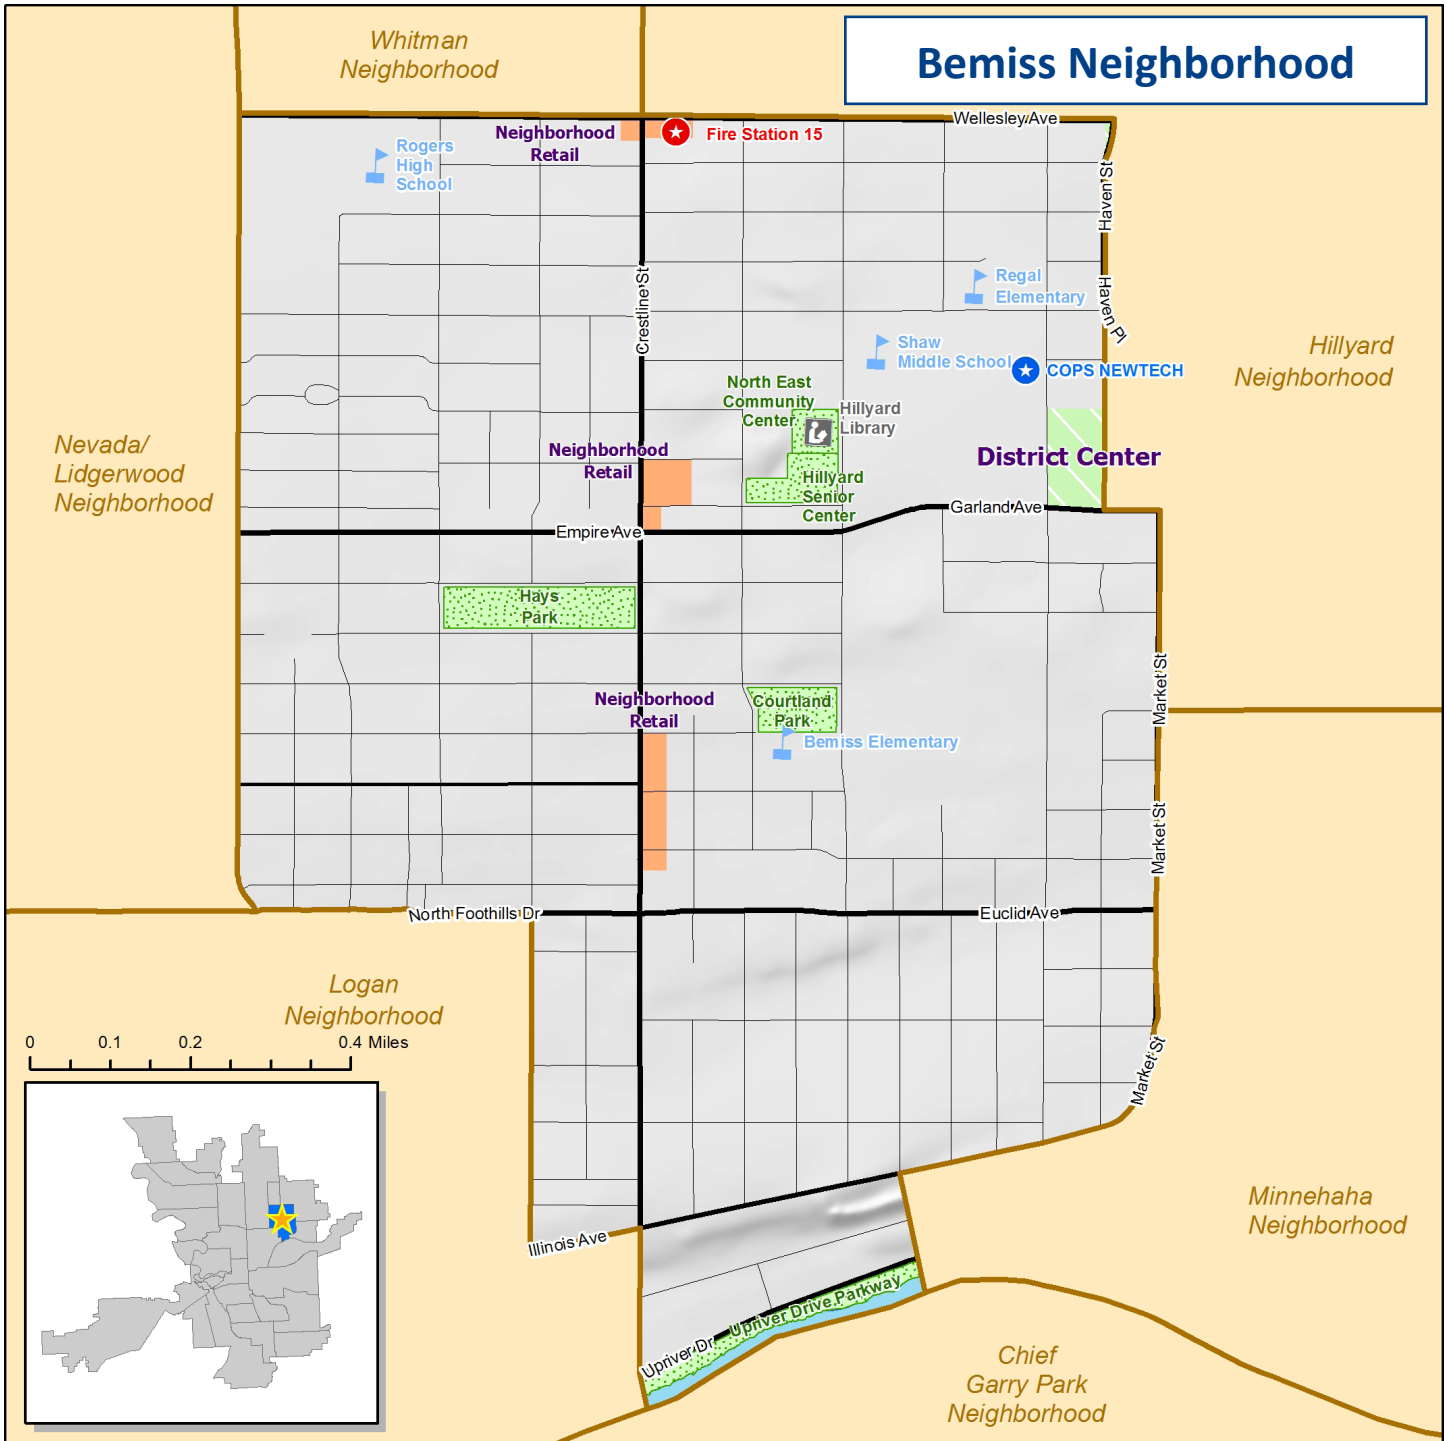 Whitman
Neighborhood
Bemiss Neighborhood
Wellesley Ave
Neighborhood
Retail
Fire Station 15
Rogers
High
School
Haven St
Regal
Elementary
Crestline St
Haven Pl
Shaw
Middle School
COPS NEWTECH
Hillyard
Neighborhood
North East
Community
Center
Hillyard
Library
Nevada/
Lidgerwood
Neighborhood
Neighborhood
Retail
District Center
Hillyard
Senior
Center
Garland Ave
Empire Ave
Hays
Park
Market St
Neighborhood
Retail
Courtland
Park
Bemiss Elementary
Market St
North Foothills Dr
Euclid Ave
Logan
Neighborhood
0 0.1 0.2 0.4 Miles
Market St
Minnehaha
Neighborhood
Illinois Ave
Upriver Drive Parkway
Upriver Dr
Chief
Garry Park
Neighborhood